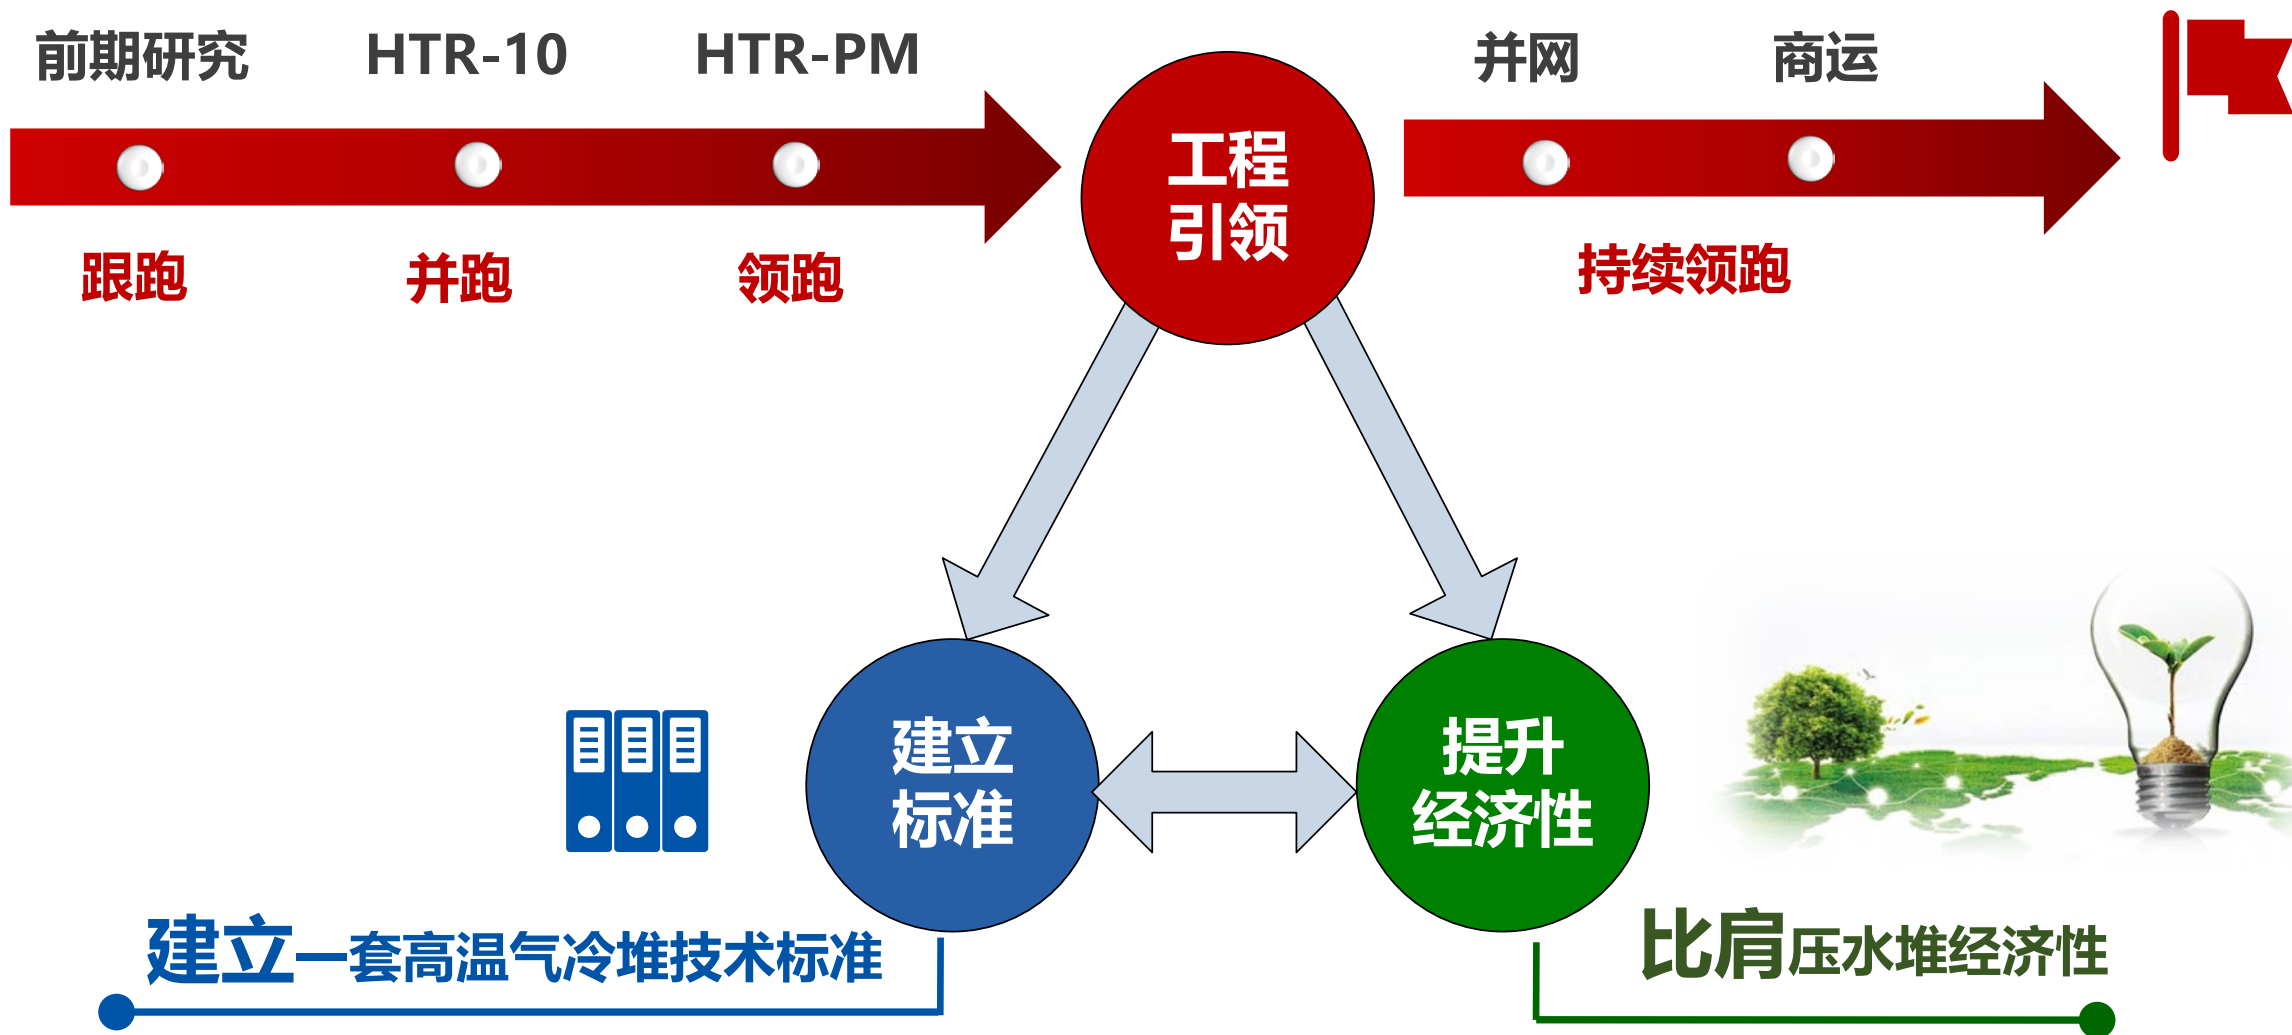 前期研究
HTR-10
HTR-PM
并网
商运
跟跑
并跑
领跑
工程
引领
持续领跑
建立
标准
提升
经济性
建立一套高温气冷堆技术标准
比肩压水堆经济性